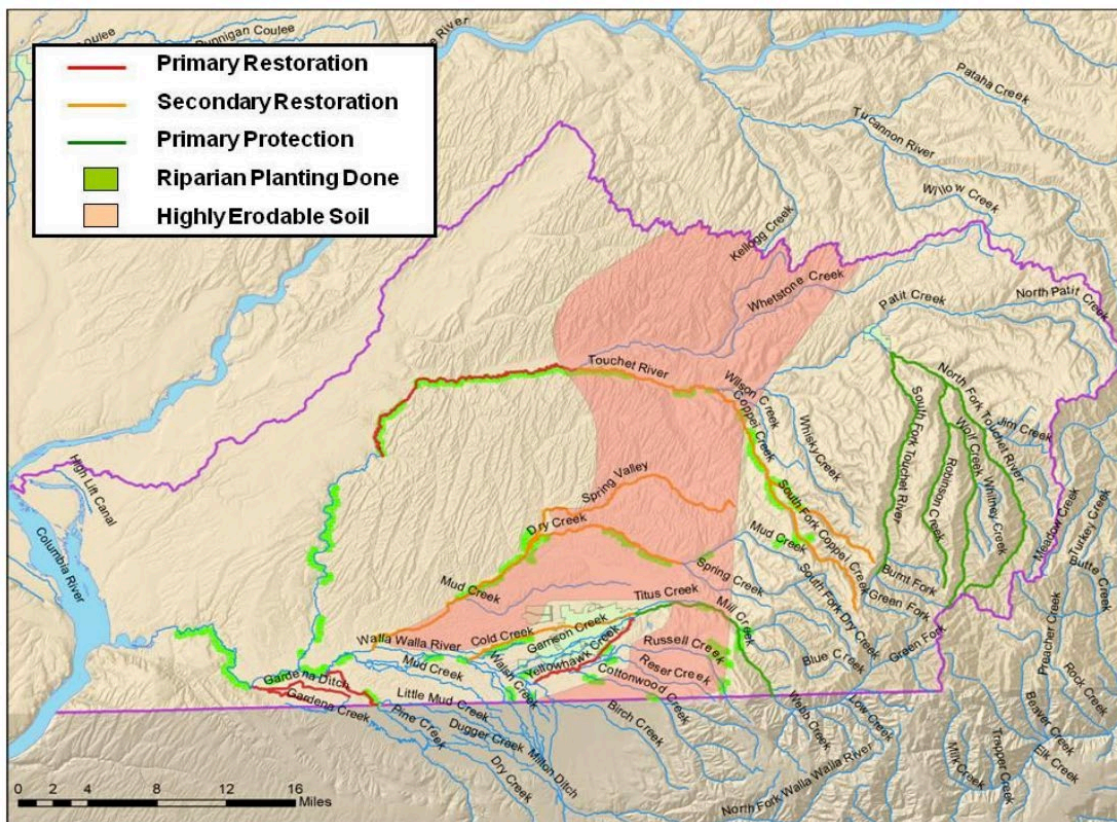 Coulee
Dunnigan Coulee
River
Primary Restoration
Secondary Restoration
Primary Protection
Riparian Planting Done
Highly Erodable Soil
Pataha Creek
Tucannon River
Willow Creek
Kellogg Creek
Whetstone Creek
Patit Creek
North Patit Creek
Touchet River
Wilson Creek
Coppei Creek
Whisky Creek
North Fork Touchet River
South Fork Touchet River
Wolf Creek
Robinson Creek
Whitney Creek
Jim Creek
Meadow Creek
Turkey Creek
Butte Creek
High Lift Canal
Columbia River
Spring Valley
Dry Creek
South Fork Coppei Creek
Mud Creek
Mud Creek
Spring Creek
South Fork Dry Creek
Burnt Fork
Green Fork
Green Fork
Titus Creek
Mill Creek
Walla Walla River
Cold Creek
Garrison Creek
Yellowhawk Creek
Russell Creek
Reser Creek
Cottonwood Creek
Blue Creek
Preacher Creek
Rock Creek
Mud Creek
Walsh Creek
Gardena Ditch
Gardena Creek
Little Mud Creek
Pine Creek
Dugger Creek
Dry Creek
Milton Ditch
Birch Creek
Webb Creek
Low Creek
North Fork Walla Walla River
Milk Creek
Trapper Creek
Beaver Creek
Elk Creek
0 2 4 8 12 16
Miles